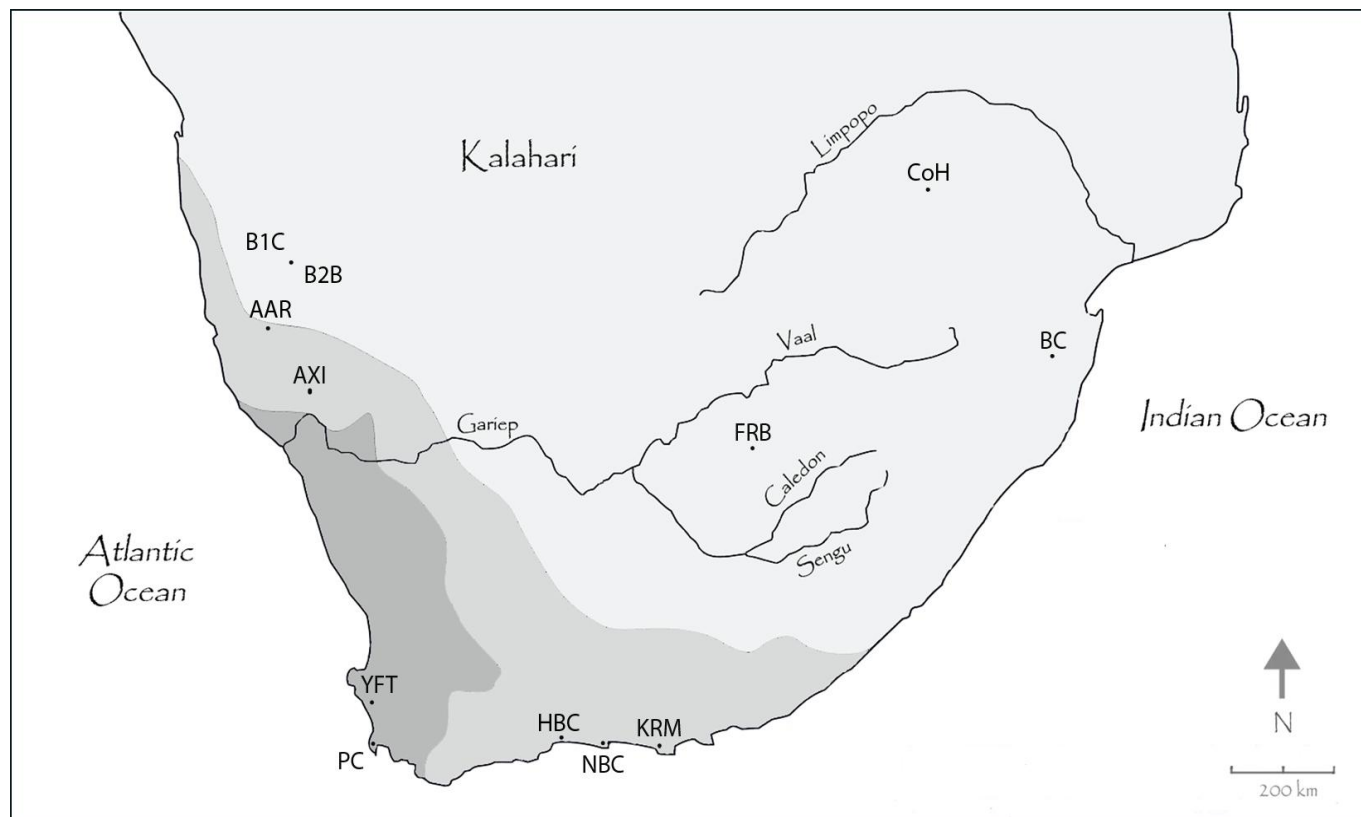 Limpopo
Kalahari
CoH
B1C
B2B
AAR
Vaal
BC
AXI
Gariep
FRB
Indian Ocean
Caledon
Atlantic
Ocean
Sengu
YFT
HBC
KRM
PC
NBC
N
200 km